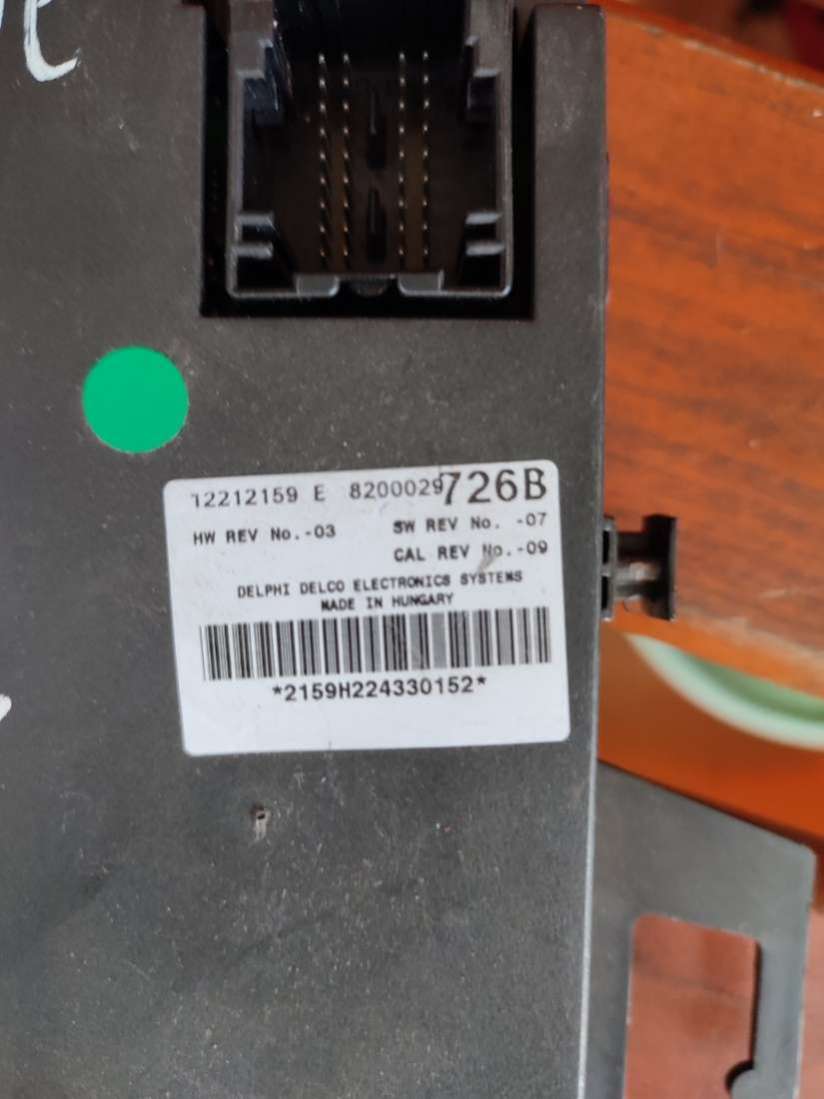 12212159 E 8200029726B
HW REV No.-03 SW REV No. -07
CAL REV No.-09
DELPHI DELCO ELECTRONICS SYSTEMS
MADE IN HUNGARY
*2159H224330152*